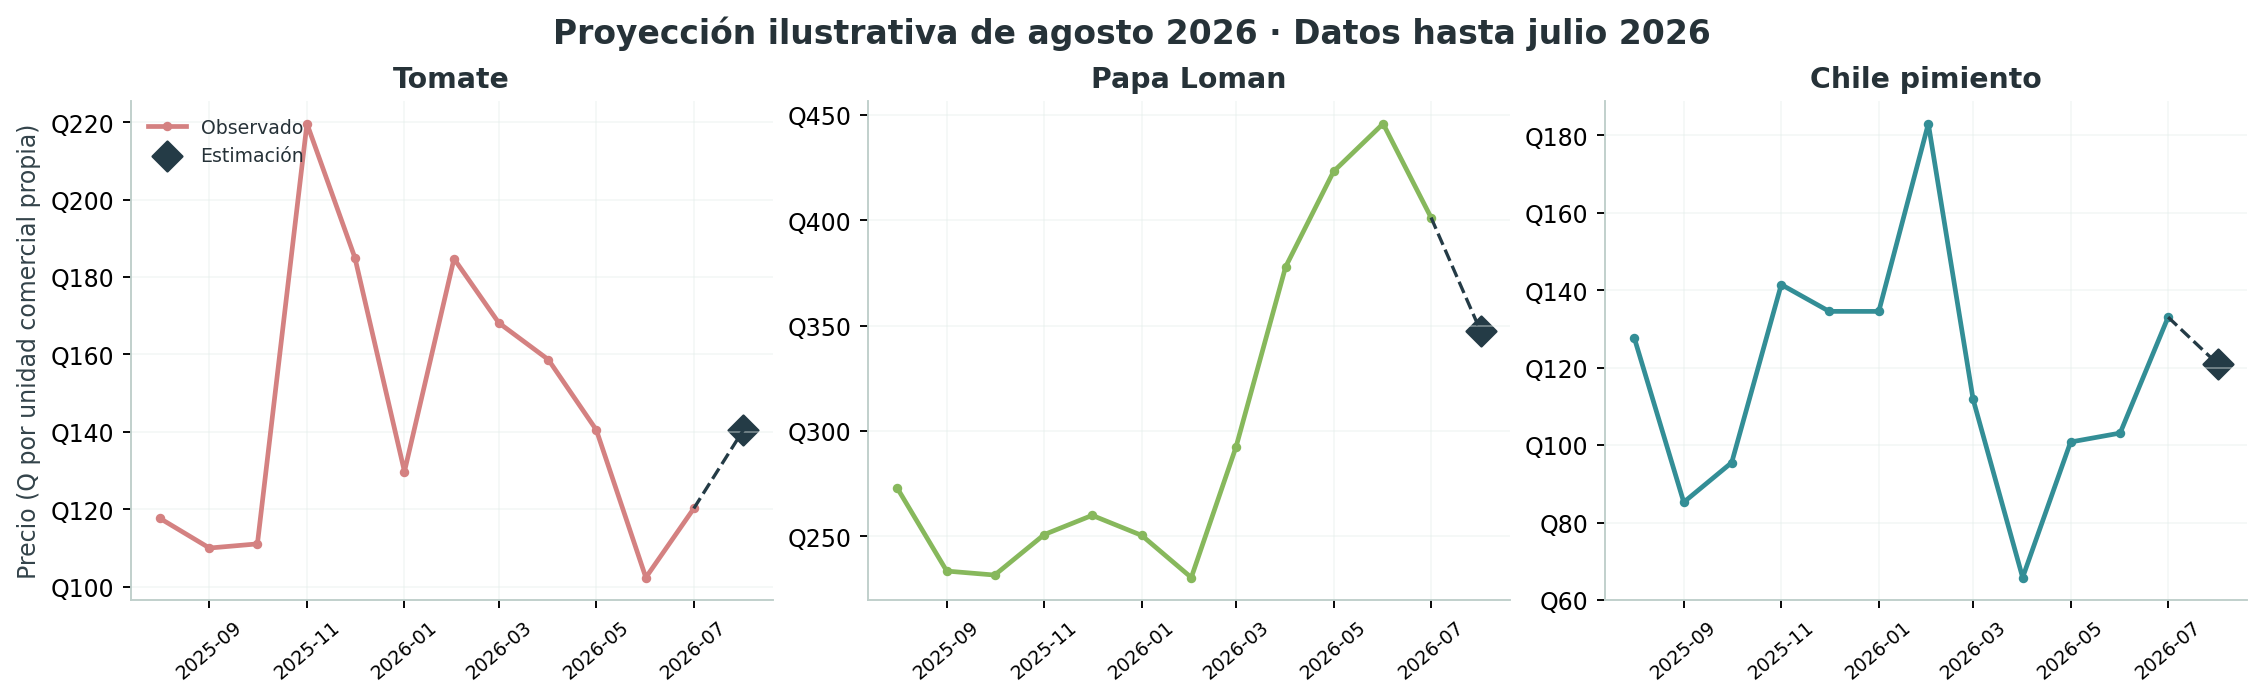 Proyección ilustrativa de agosto 2026 · Datos hasta julio 2026
Tomate
Precio (Q por unidad comercial propia)
Q220
Q200
Q180
Q160
Q140
Q120
Q100
Observado
Estimación
2025-09
2025-11
2026-01
2026-03
2026-05
2026-07
Papa Loman
Q450
Q400
Q350
Q300
Q250
2025-09
2025-11
2026-01
2026-03
2026-05
2026-07
Chile pimiento
Q180
Q160
Q140
Q120
Q100
Q80
Q60
2025-09
2025-11
2026-01
2026-03
2026-05
2026-07